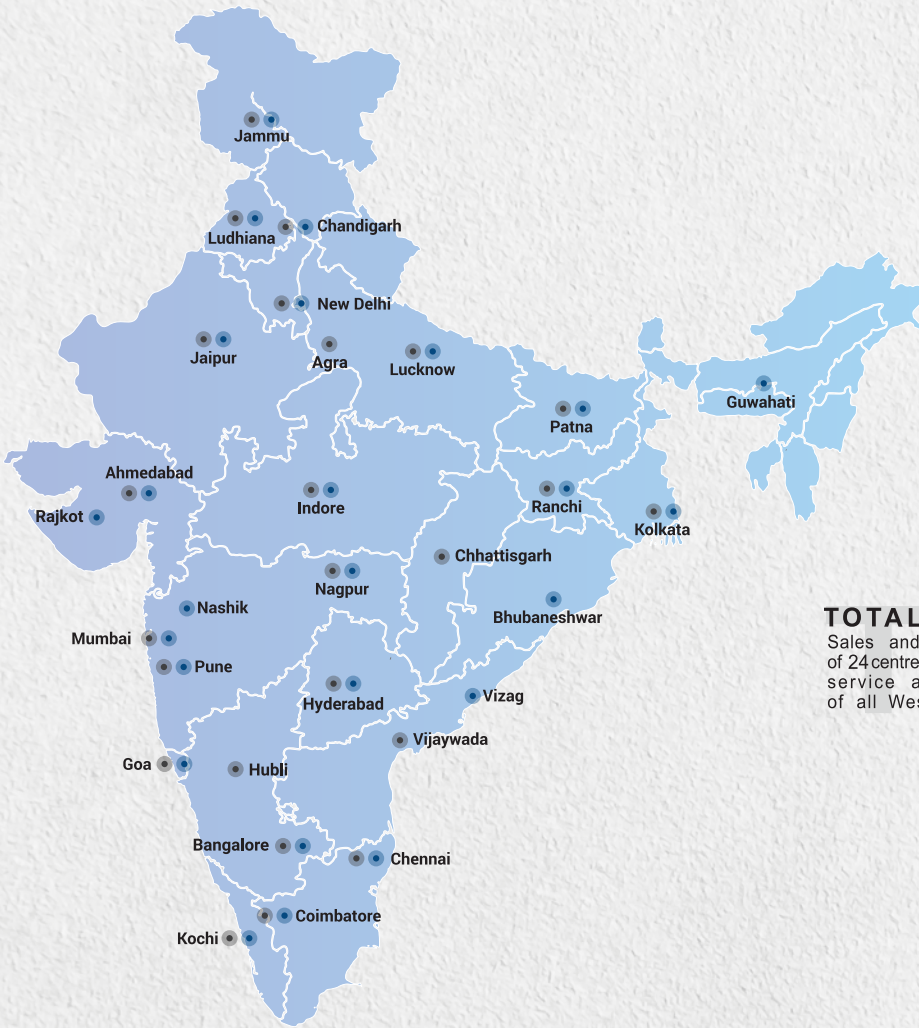 Jammu
Ludhiana
Chandigarh
New Delhi
Jaipur
Agra
Lucknow
Guwahati
Patna
Ahmedabad
Rajkot
Indore
Ranchi
Kolkata
Chhattisgarh
Nagpur
Nashik
Bhubaneshwar
Mumbai
Pune
Hyderabad
Vizag
Vijaywada
Goa
Hubli
Bangalore
Chennai
Coimbatore
Kochi
TOTAL
Sales and
of 24 centre
service a
of all Wes